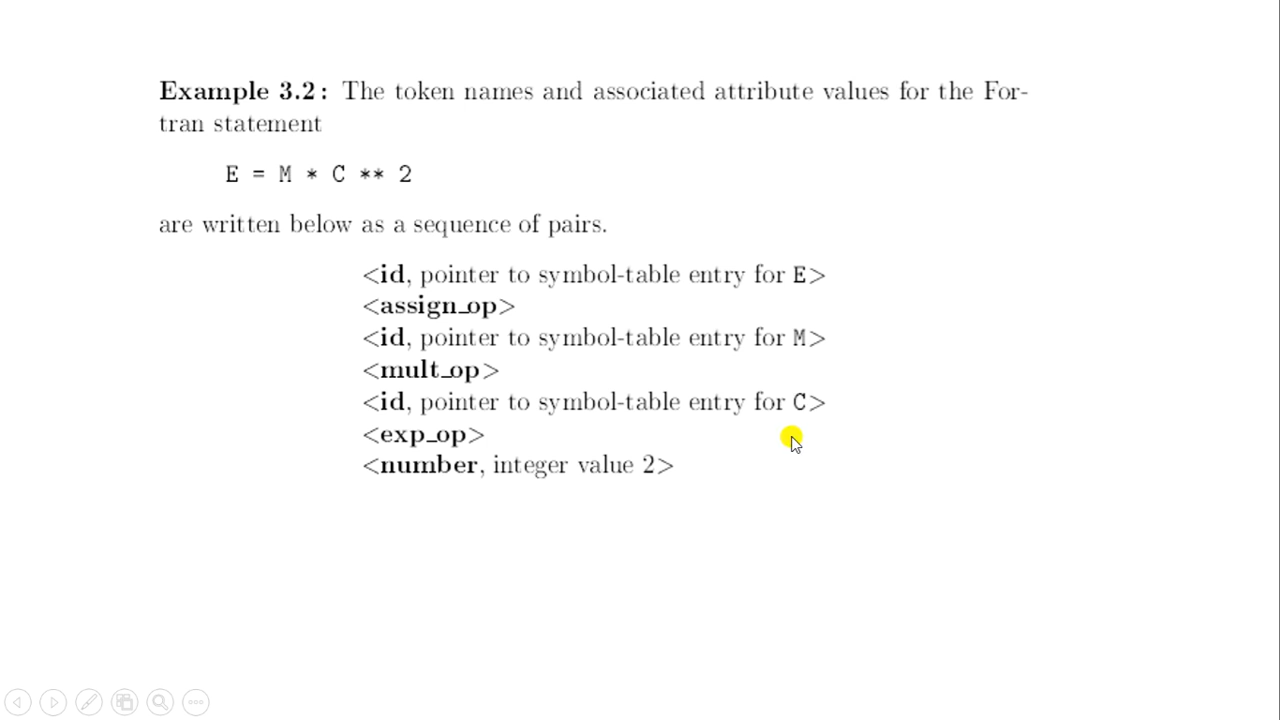 Example 3.2: The token names and associated attribute values for the For-
tran statement
E = M * C ** 2
are written below as a sequence of pairs.
<id, pointer to symbol-table entry for E>
<assign_op>
<id, pointer to symbol-table entry for M>
<mult_op>
<id, pointer to symbol-table entry for C>
<exp_op>
<number, integer value 2>